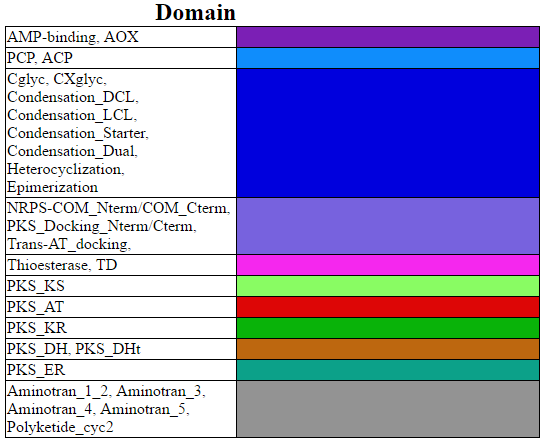 Domain
AMP-binding, AOX
PCP, ACP
Cglyc, CXglyc,
Condensation_DCL,
Condensation_LCL,
Condensation_Starter,
Condensation_Dual,
Heterocyclization,
Epimerization
NRPS-COM_Nterm/COM_Cterm,
PKS_Docking_Nterm/Cterm,
Trans-AT_docking,
Thioesterase, TD
PKS_KS
PKS_AT
PKS_KR
PKS_DH, PKS_DHt
PKS_ER
Aminotran_1_2, Aminotran_3,
Aminotran_4, Aminotran_5,
Polyketide_cyc2